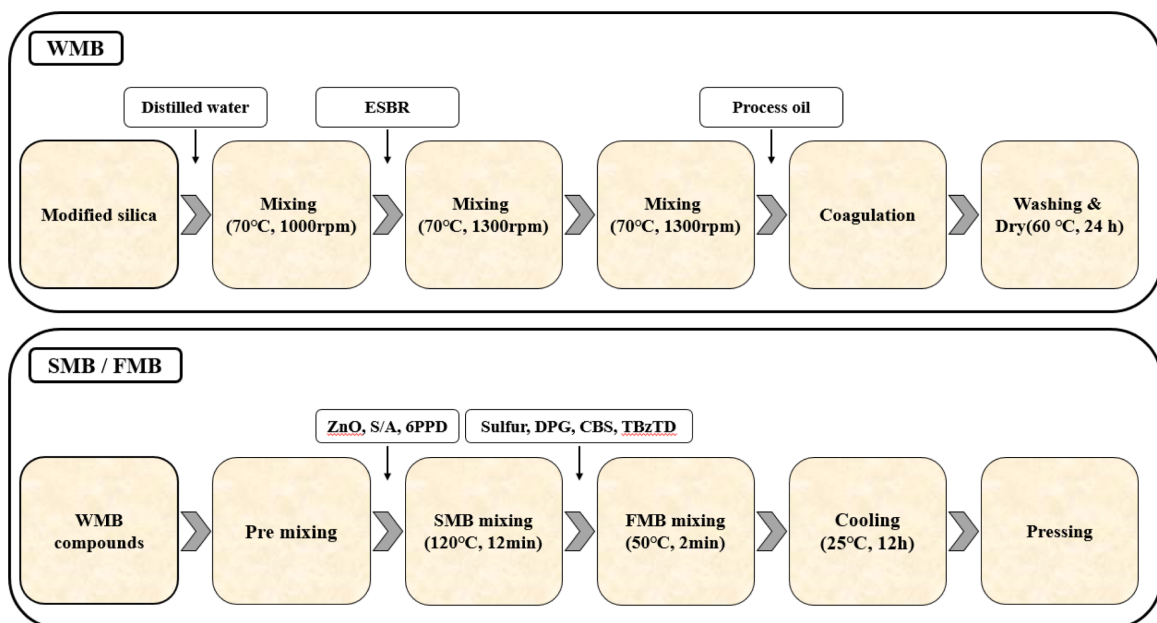 WMB
Distilled water
ESBR
Process oil
Modified silica
Mixing
(70℃, 1000rpm)
Mixing
(70℃, 1300rpm)
Mixing
(70℃, 1300rpm)
Coagulation
Washing &
Dry(60 ℃, 24 h)
SMB / FMB
ZnO, S/A, 6PPD
Sulfur, DPG, CBS, TBzTD
WMB
compounds
Pre mixing
SMB mixing
(120℃, 12min)
FMB mixing
(50℃, 2min)
Cooling
(25℃, 12h)
Pressing